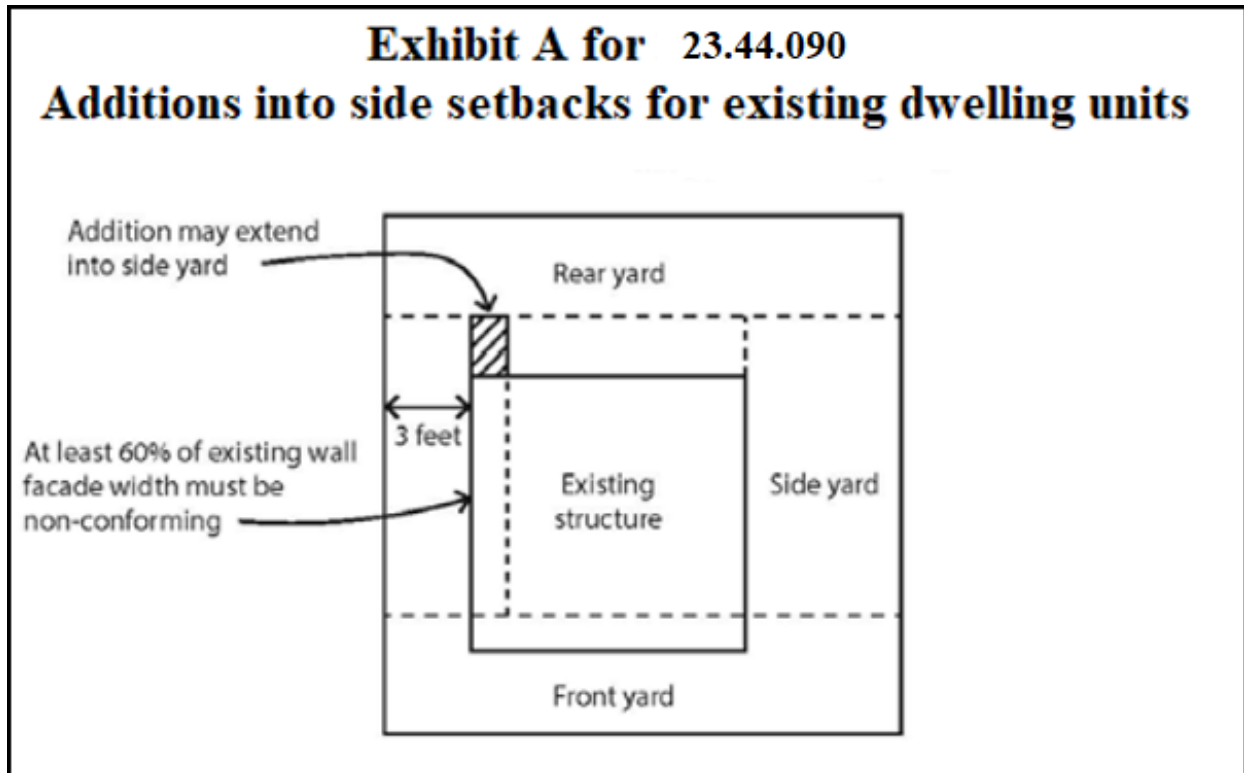 Exhibit A for 23.44.090
Additions into side setbacks for existing dwelling units
Addition may extend
into side yard
Rear yard
3 feet
At least 60% of existing wall
facade width must be
non-conforming
Existing
structure
Side yard
Front yard